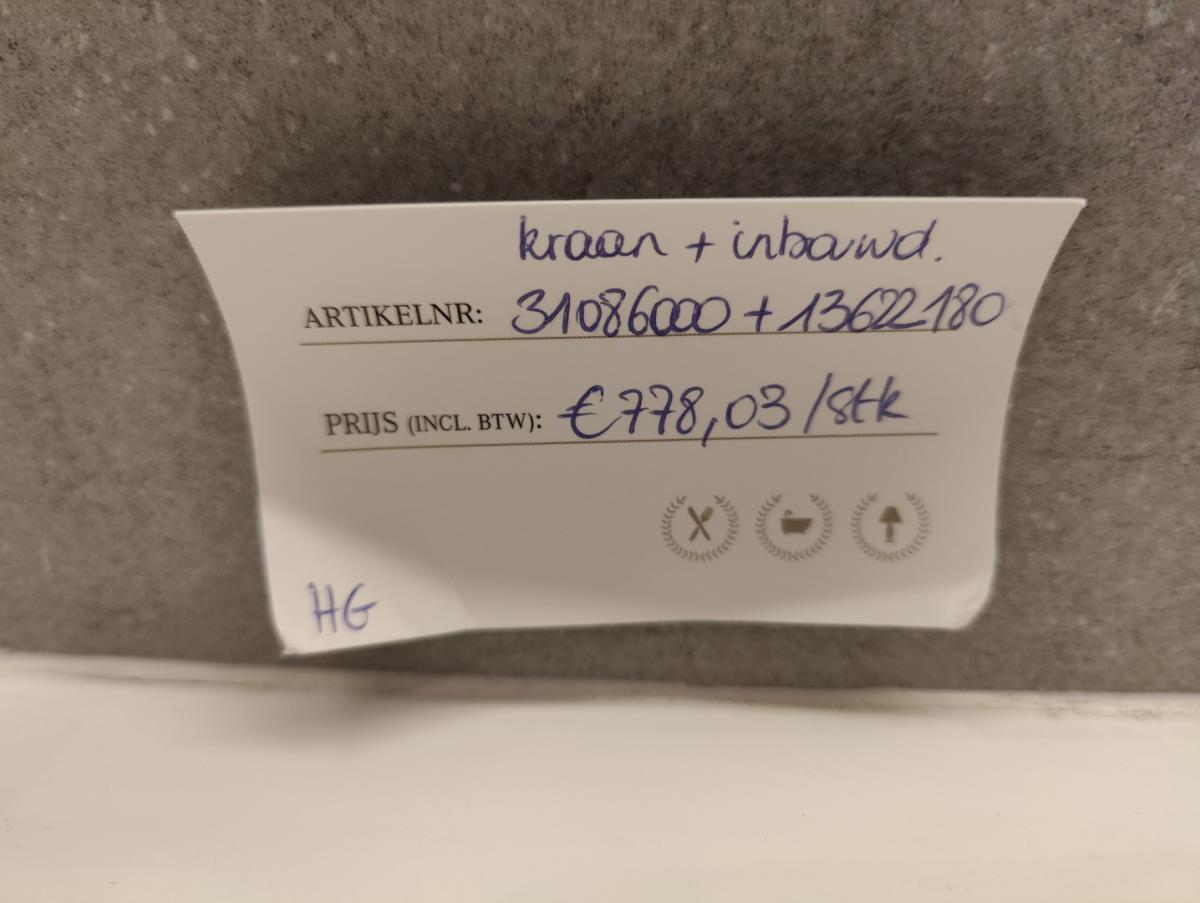 kraan + inbouwd.
ARTIKELNR: 31086000 + 13622180
PRIJS (INCL. BTW): €778,03 /stk
HG